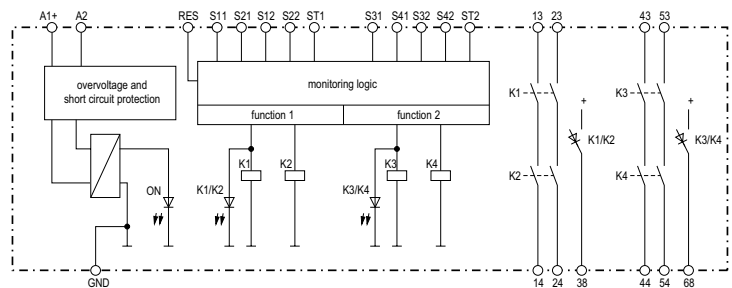 A1+ A2 RES S11 S21 S12 S22 ST1 S31 S41 S32 S42 ST2 13 23 43 53
overvoltage and
short circuit protection
monitoring logic
function 1 function 2
K1 K3
+ +
K1/K2 K3/K4
K1 K2 K3 K4
K2 K4
ON K1/K2 K3/K4
GND 14 24 38 44 54 68